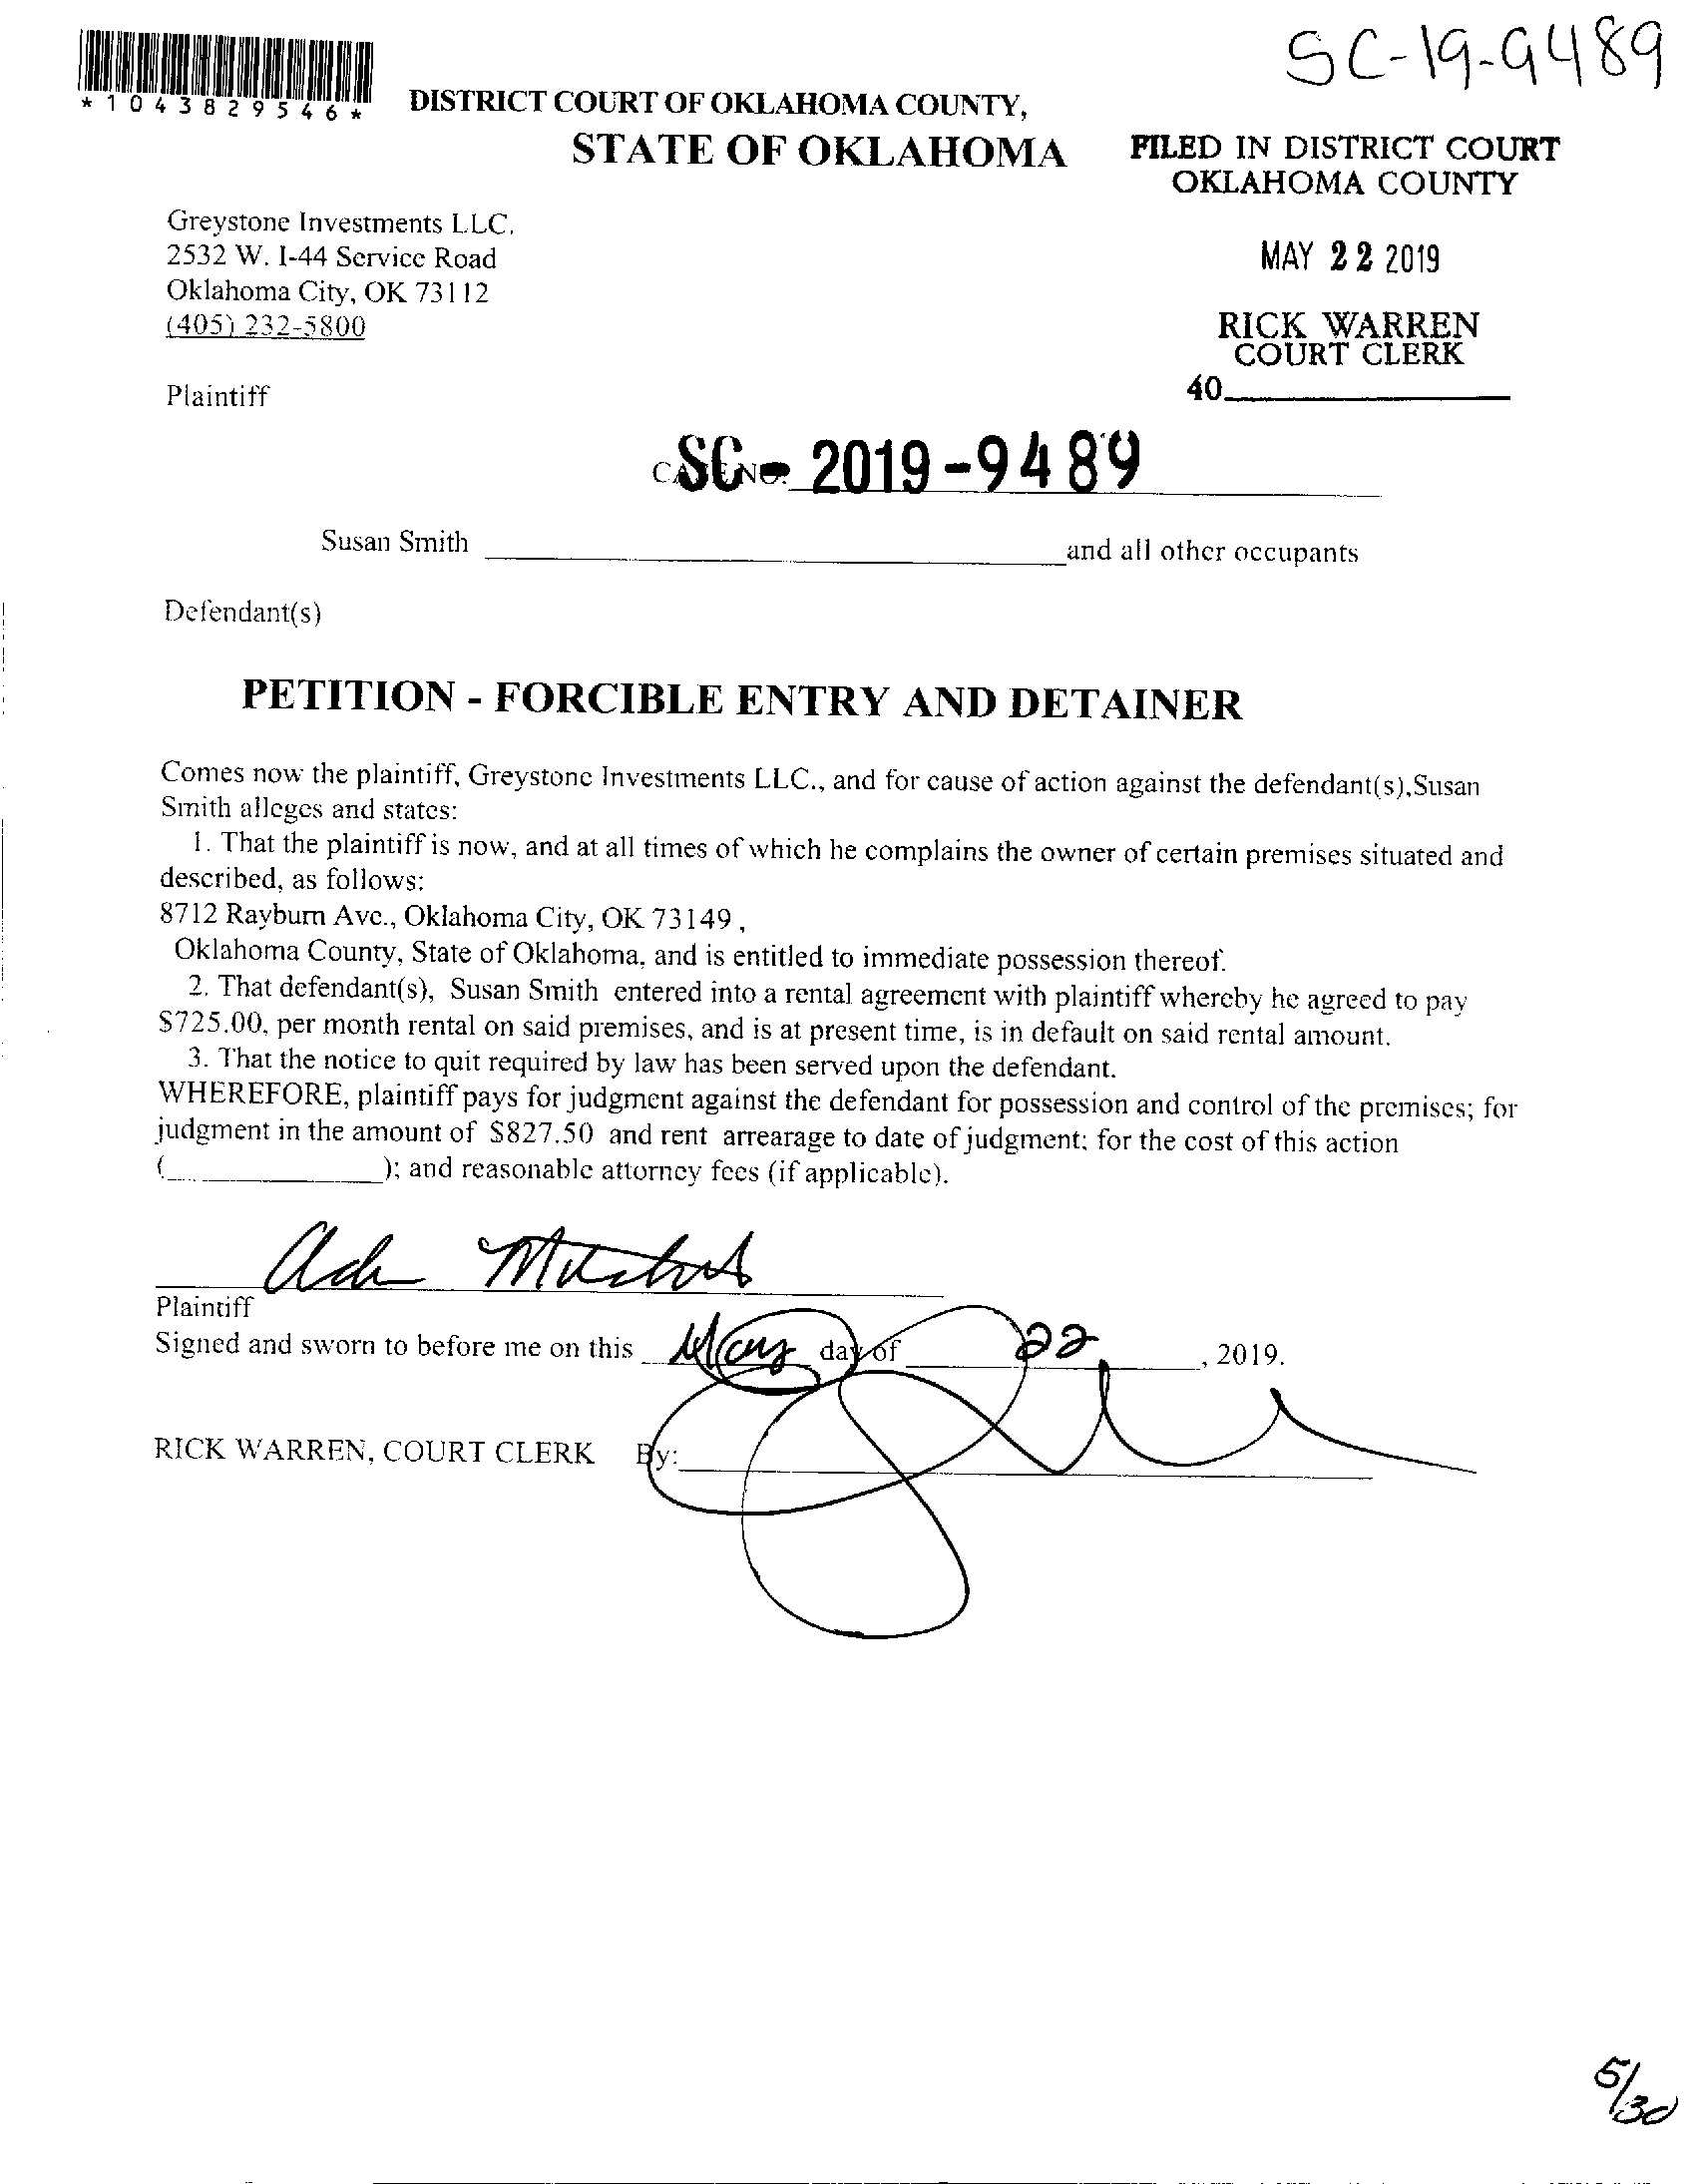 SC-19-9489
*1043829546*
DISTRICT COURT OF OKLAHOMA COUNTY,
STATE OF OKLAHOMA
FILED IN DISTRICT COURT
OKLAHOMA COUNTY
MAY 22 2019
RICK WARREN
COURT CLERK
40
Greystone Investments LLC.
2532 W. I-44 Service Road
Oklahoma City, OK 73112
(405) 232-5800
Plaintiff
SC- 2019-9489
Susan Smith and all other occupants
Defendant(s)
PETITION - FORCIBLE ENTRY AND DETAINER
Comes now the plaintiff, Greystone Investments LLC., and for cause of action against the defendant(s),Susan
Smith alleges and states:
1. That the plaintiff is now, and at all times of which he complains the owner of certain premises situated and
described, as follows:
8712 Rayburn Ave., Oklahoma City, OK 73149 ,
Oklahoma County, State of Oklahoma, and is entitled to immediate possession thereof.
2. That defendant(s), Susan Smith entered into a rental agreement with plaintiff whereby he agreed to pay
$725.00, per month rental on said premises, and is at present time, is in default on said rental amount.
3. That the notice to quit required by law has been served upon the defendant.
WHEREFORE, plaintiff pays for judgment against the defendant for possession and control of the premises; for
judgment in the amount of $827.50 and rent arrearage to date of judgment; for the cost of this action
(____________); and reasonable attorney fees (if applicable).
Plaintiff
Signed and sworn to before me on this May day of 22, 2019.
RICK WARREN, COURT CLERK By:
5/30